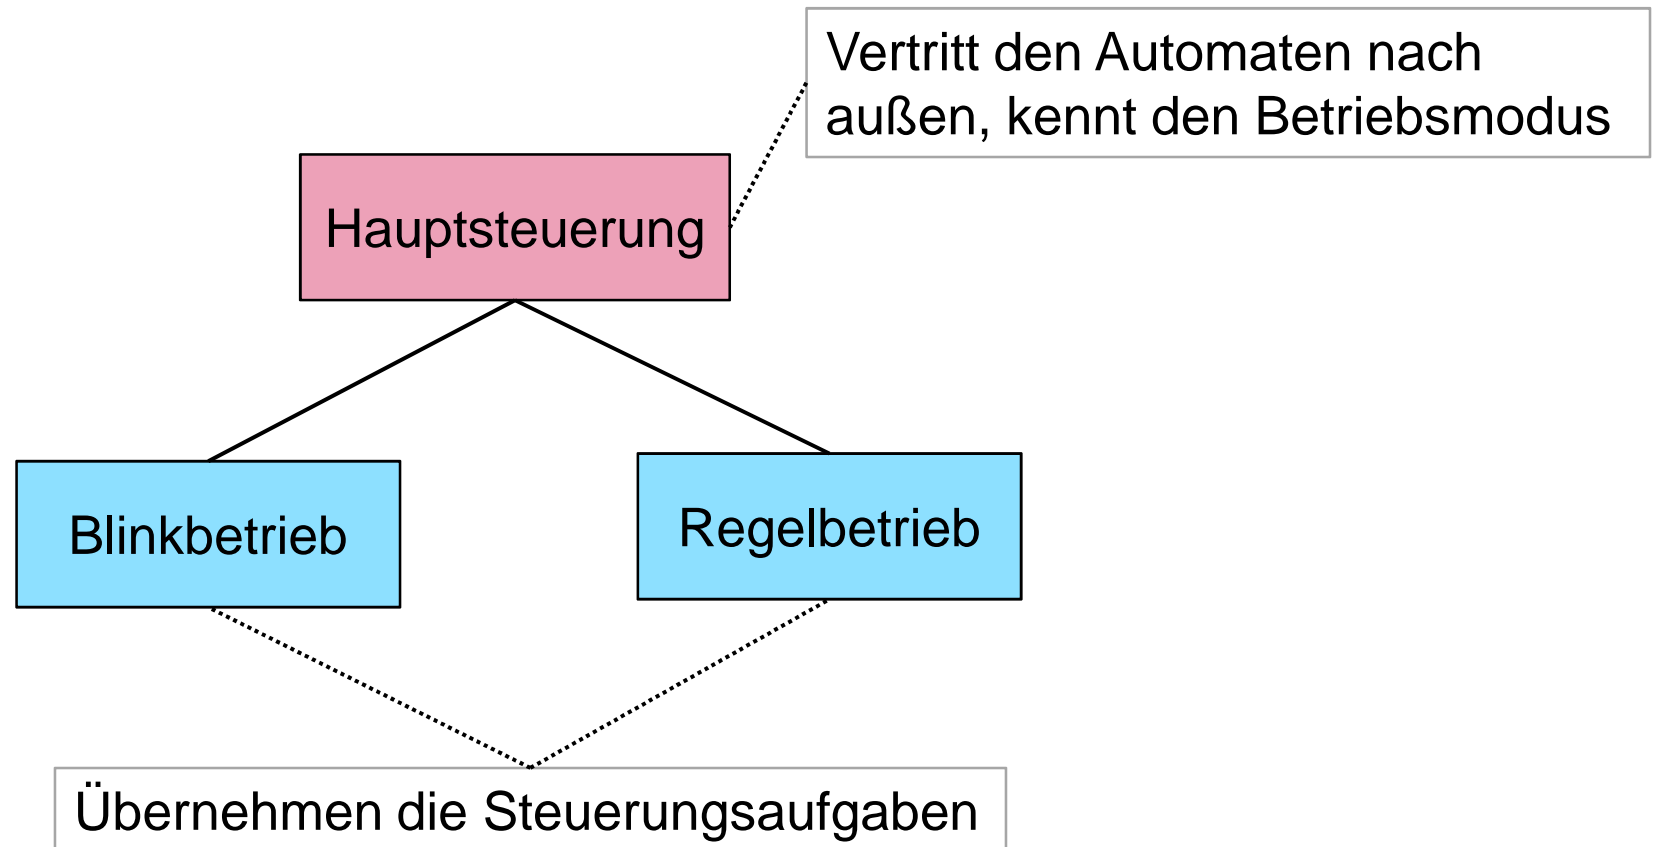 Vertritt den Automaten nach
außen, kennt den Betriebsmodus
Hauptsteuerung
Blinkbetrieb
Regelbetrieb
Übernehmen die Steuerungsaufgaben